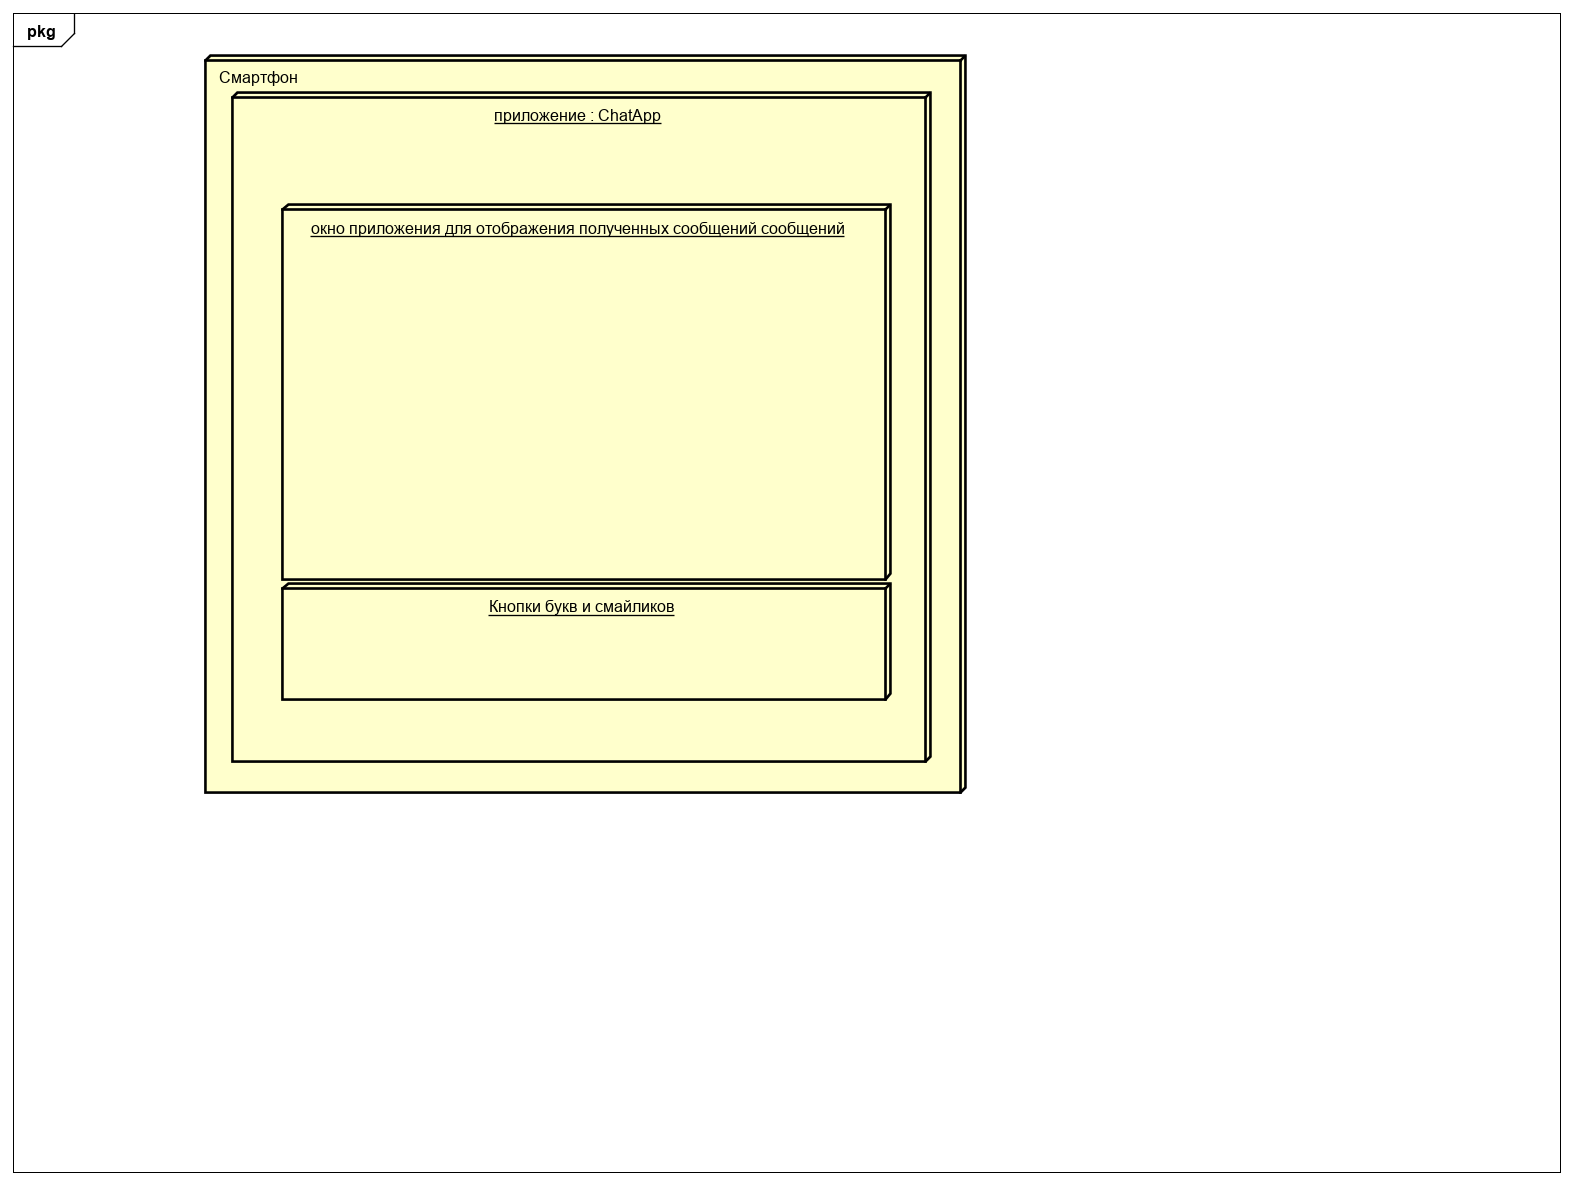 pkg
Смартфон
приложение : ChatApp
окно приложения для отображения полученных сообщений сообщений
Кнопки букв и смайликов